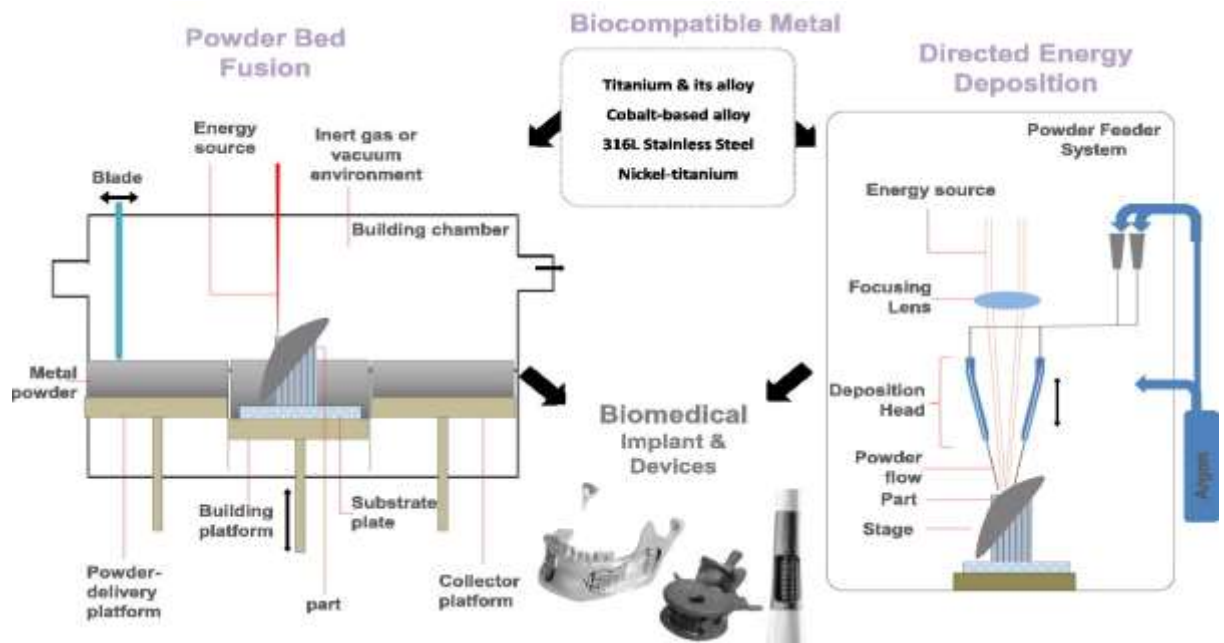 Powder Bed
Fusion
Energy
source
Inert gas or
vacuum
environment
Blade
Building chamber
Metal
powder
Building
platform
Substrate
plate
Powder-
delivery
platform
part
Collector
platform
Biocompatible Metal
Titanium & its alloy
Cobalt-based alloy
316L Stainless Steel
Nickel-titanium
Biomedical
Implant &
Devices
Directed Energy
Deposition
Powder Feeder
System
Energy source
Focusing
Lens
Deposition
Head
Powder
flow
Part
Stage
Argon